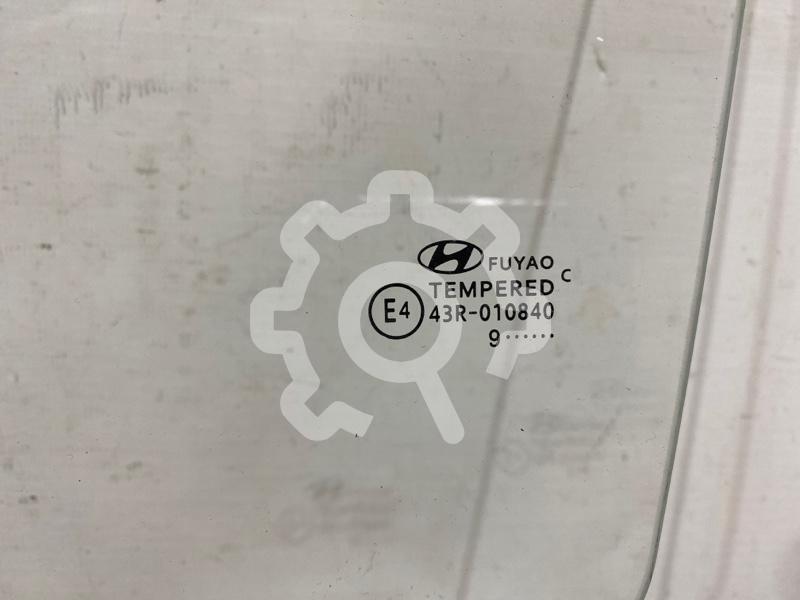 FUYAO
TEMPERED C
E4 43R-010840
9······